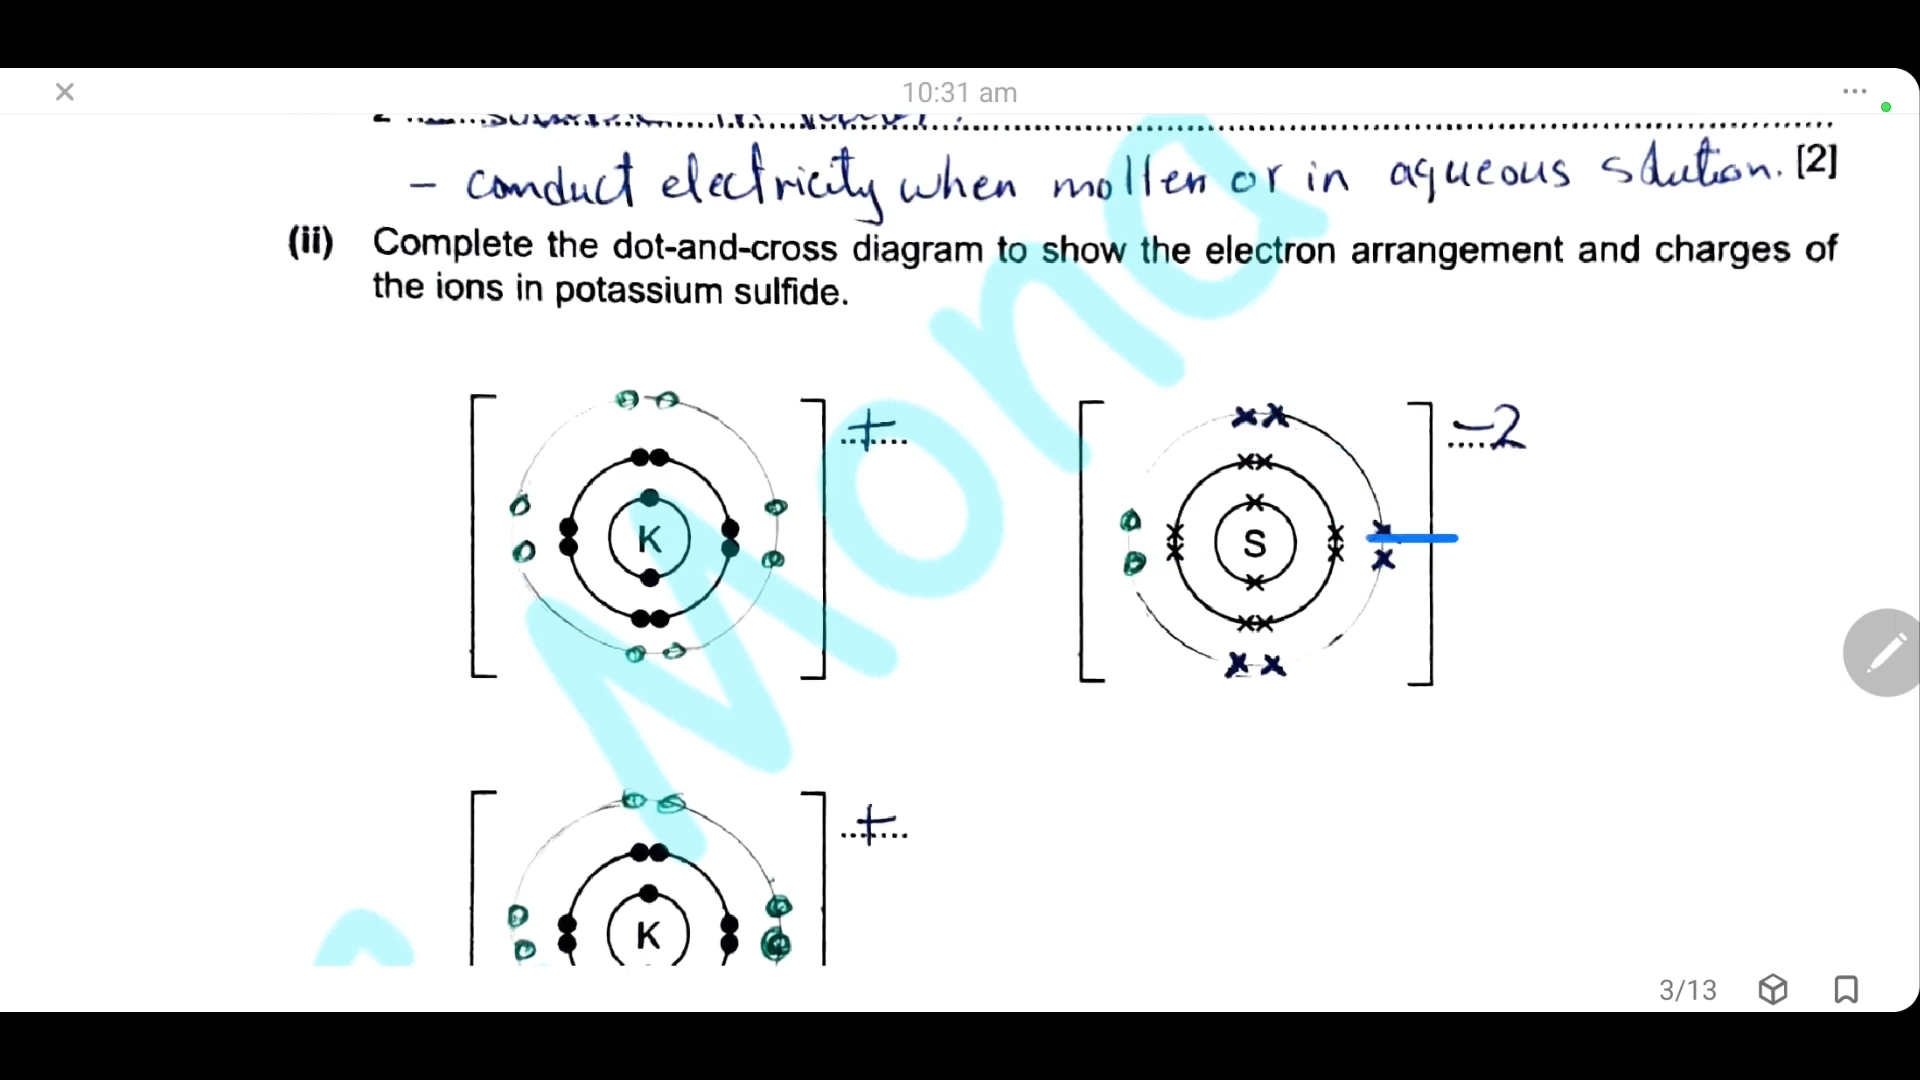 10:31 am
- conduct electricity when molten or in aqueous solution. [2]
(ii) Complete the dot-and-cross diagram to show the electron arrangement and charges of
the ions in potassium sulfide.
K
+
S
-2
K
+
Mona
3/13